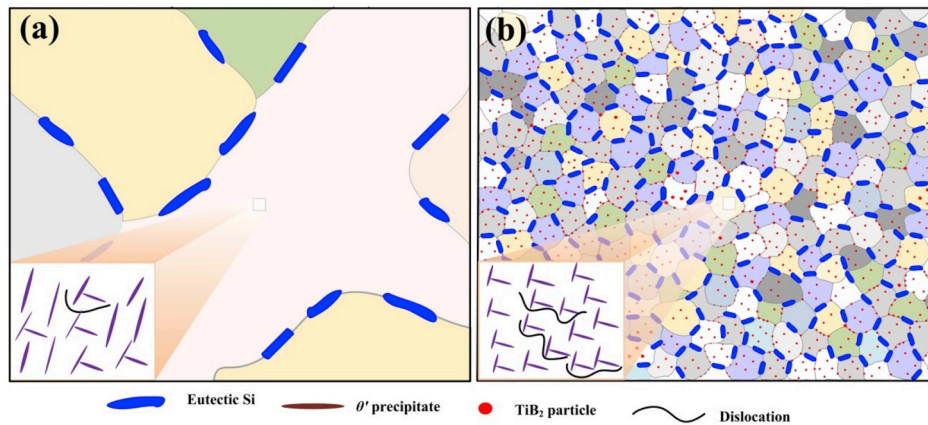 (a)
(b)
Eutectic Si
θ′ precipitate
TiB₂ particle
Dislocation